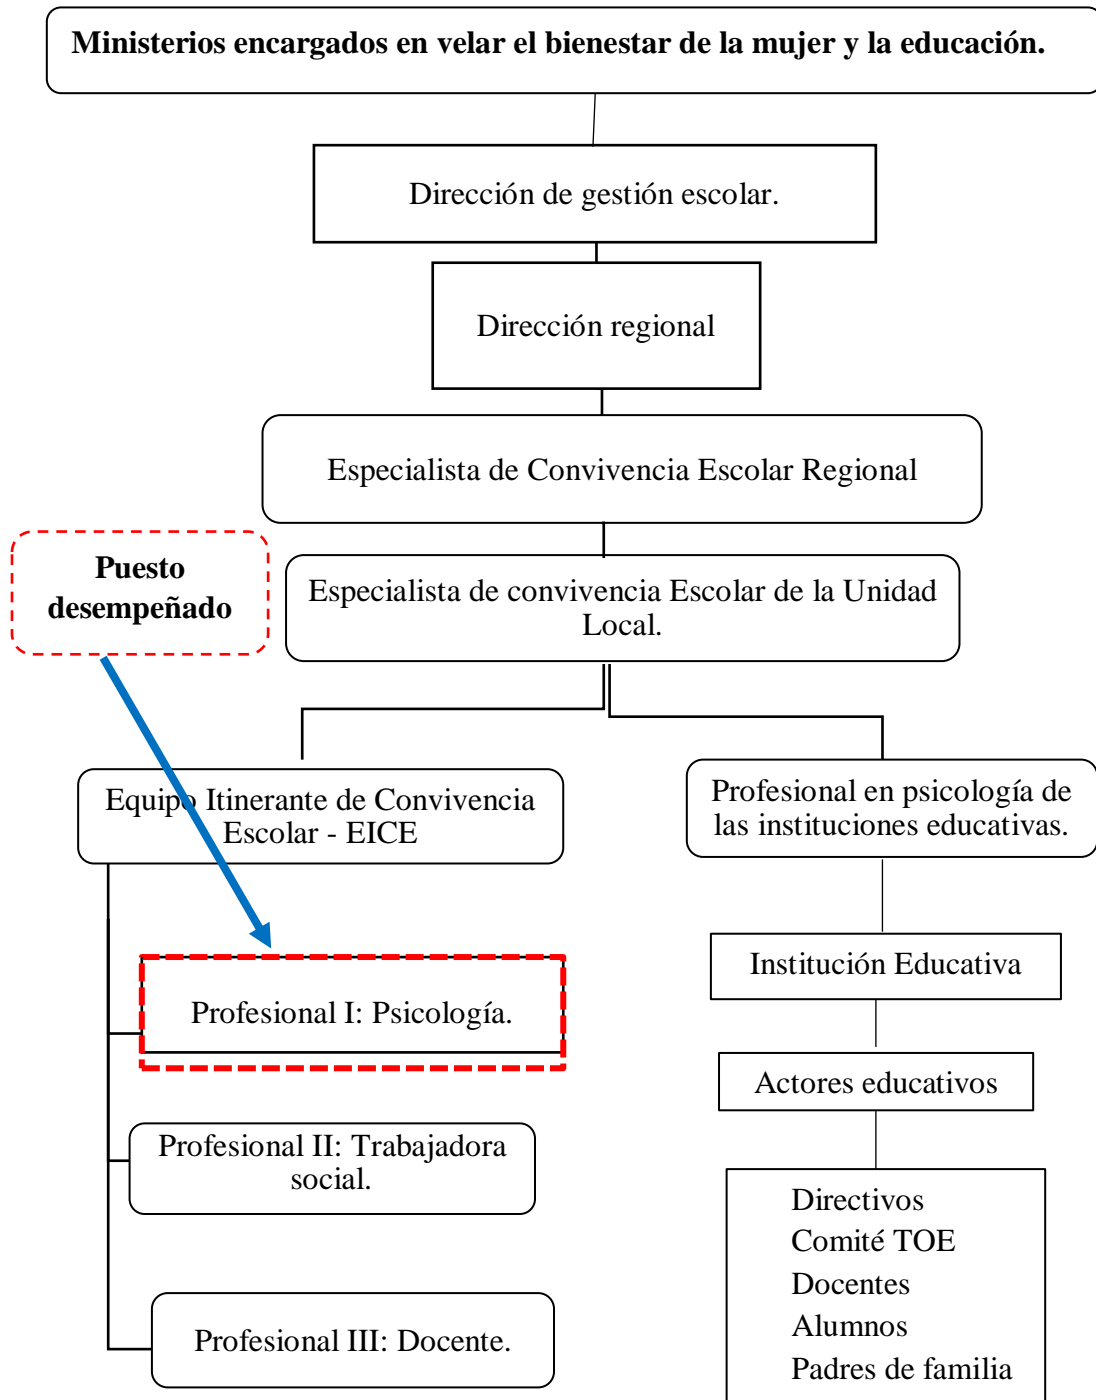 Ministerios encargados en velar el bienestar de la mujer y la educación.
Dirección de gestión escolar.
Dirección regional
Especialista de Convivencia Escolar Regional
Puesto
desempeñado
Especialista de convivencia Escolar de la Unidad
Local.
Equipo Itinerante de Convivencia
Escolar - EICE
Profesional I: Psicología.
Profesional II: Trabajadora
social.
Profesional III: Docente.
Profesional en psicología de
las instituciones educativas.
Institución Educativa
Actores educativos
Directivos
Comité TOE
Docentes
Alumnos
Padres de familia